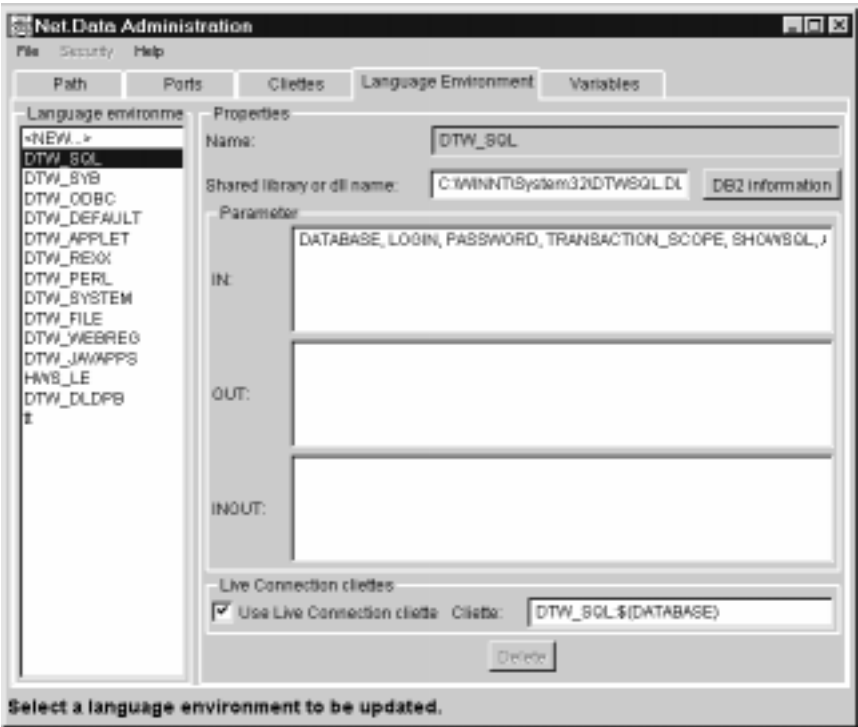 Net.Data Administration
File Security Help
Path Ports Cliettes Language Environment Variables
Language environme
<NEW...>
DTW_SQL
DTW_SYB
DTW_ODBC
DTW_DEFAULT
DTW_APPLET
DTW_REXX
DTW_PERL
DTW_SYSTEM
DTW_FILE
DTW_WEBREG
DTW_JAVAPPS
HWS_LE
DTW_DLDPB
Properties
Name: DTW_SQL
Shared library or dll name: C:\WINNT\System32\DTWSQL.DL DB2 information
Parameter
IN: DATABASE, LOGIN, PASSWORD, TRANSACTION_SCOPE, SHOWSQL,
OUT:
INOUT:
Live Connection cliettes
Use Live Connection cliette Cliette: DTW_SQL:$(DATABASE)
Delete
Select a language environment to be updated.